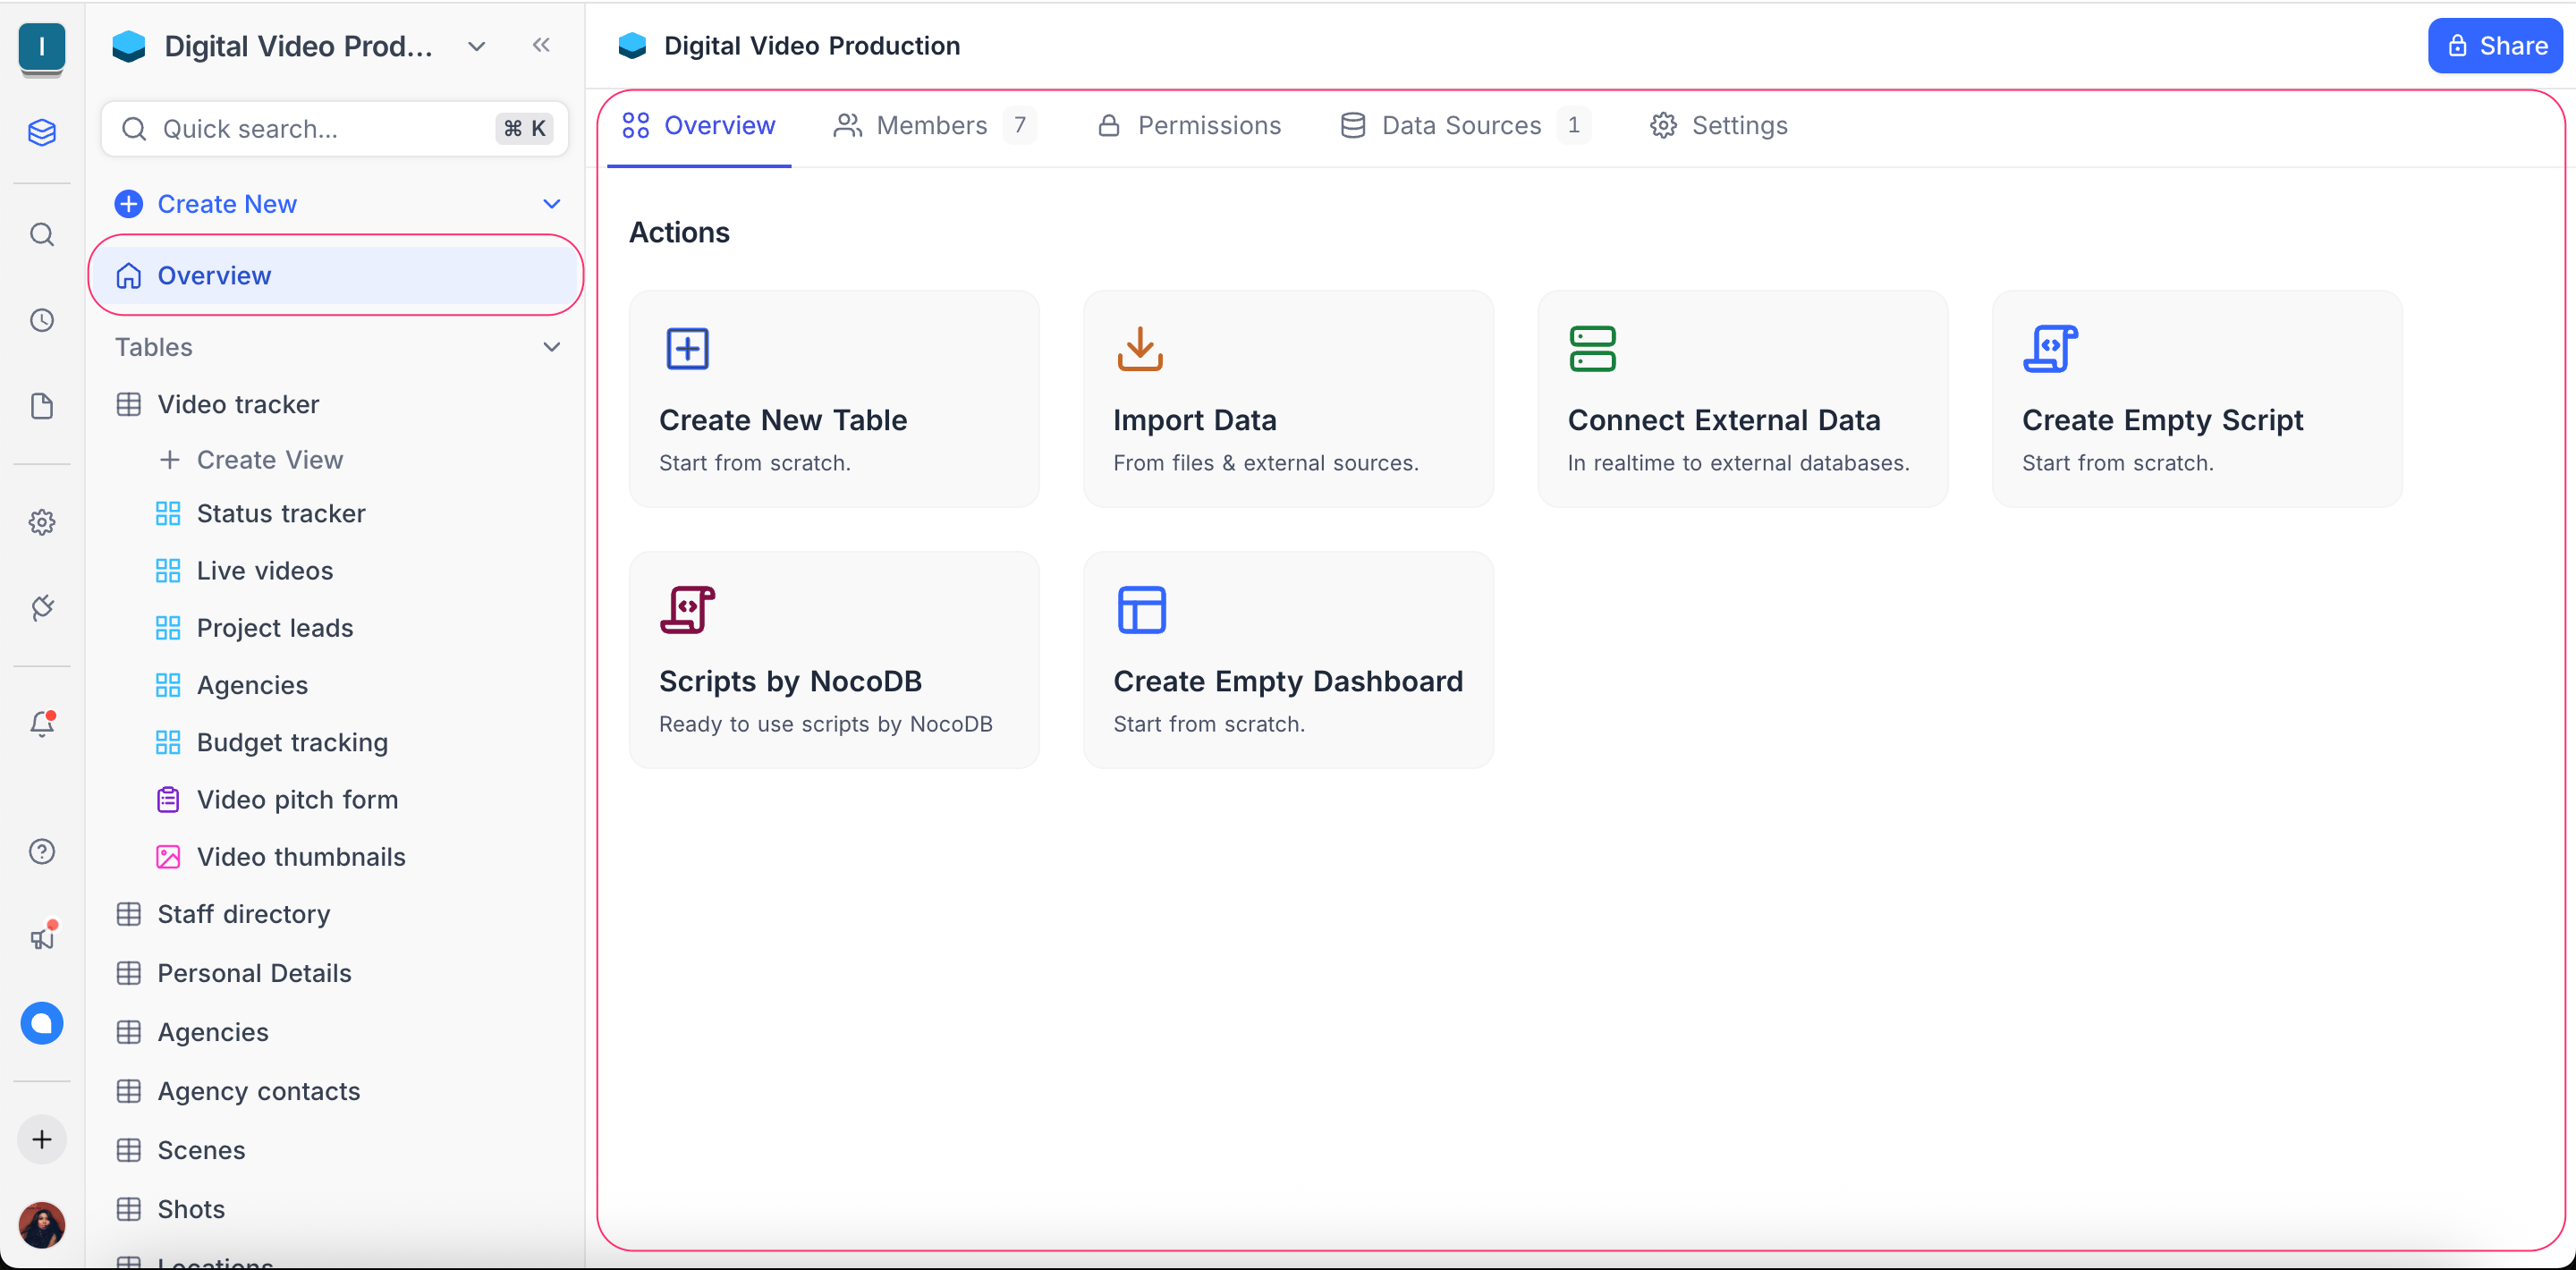 I
Digital Video Prod...
Quick search...
⌘ K
Create New
Overview
Tables
Video tracker
Create View
Status tracker
Live videos
Project leads
Agencies
Budget tracking
Video pitch form
Video thumbnails
Staff directory
Personal Details
Agencies
Agency contacts
Scenes
Shots
Locations
Digital Video Production
Share
Overview
Members 7
Permissions
Data Sources 1
Settings
Actions
Create New Table
Start from scratch.
Import Data
From files & external sources.
Connect External Data
In realtime to external databases.
Create Empty Script
Start from scratch.
Scripts by NocoDB
Ready to use scripts by NocoDB
Create Empty Dashboard
Start from scratch.